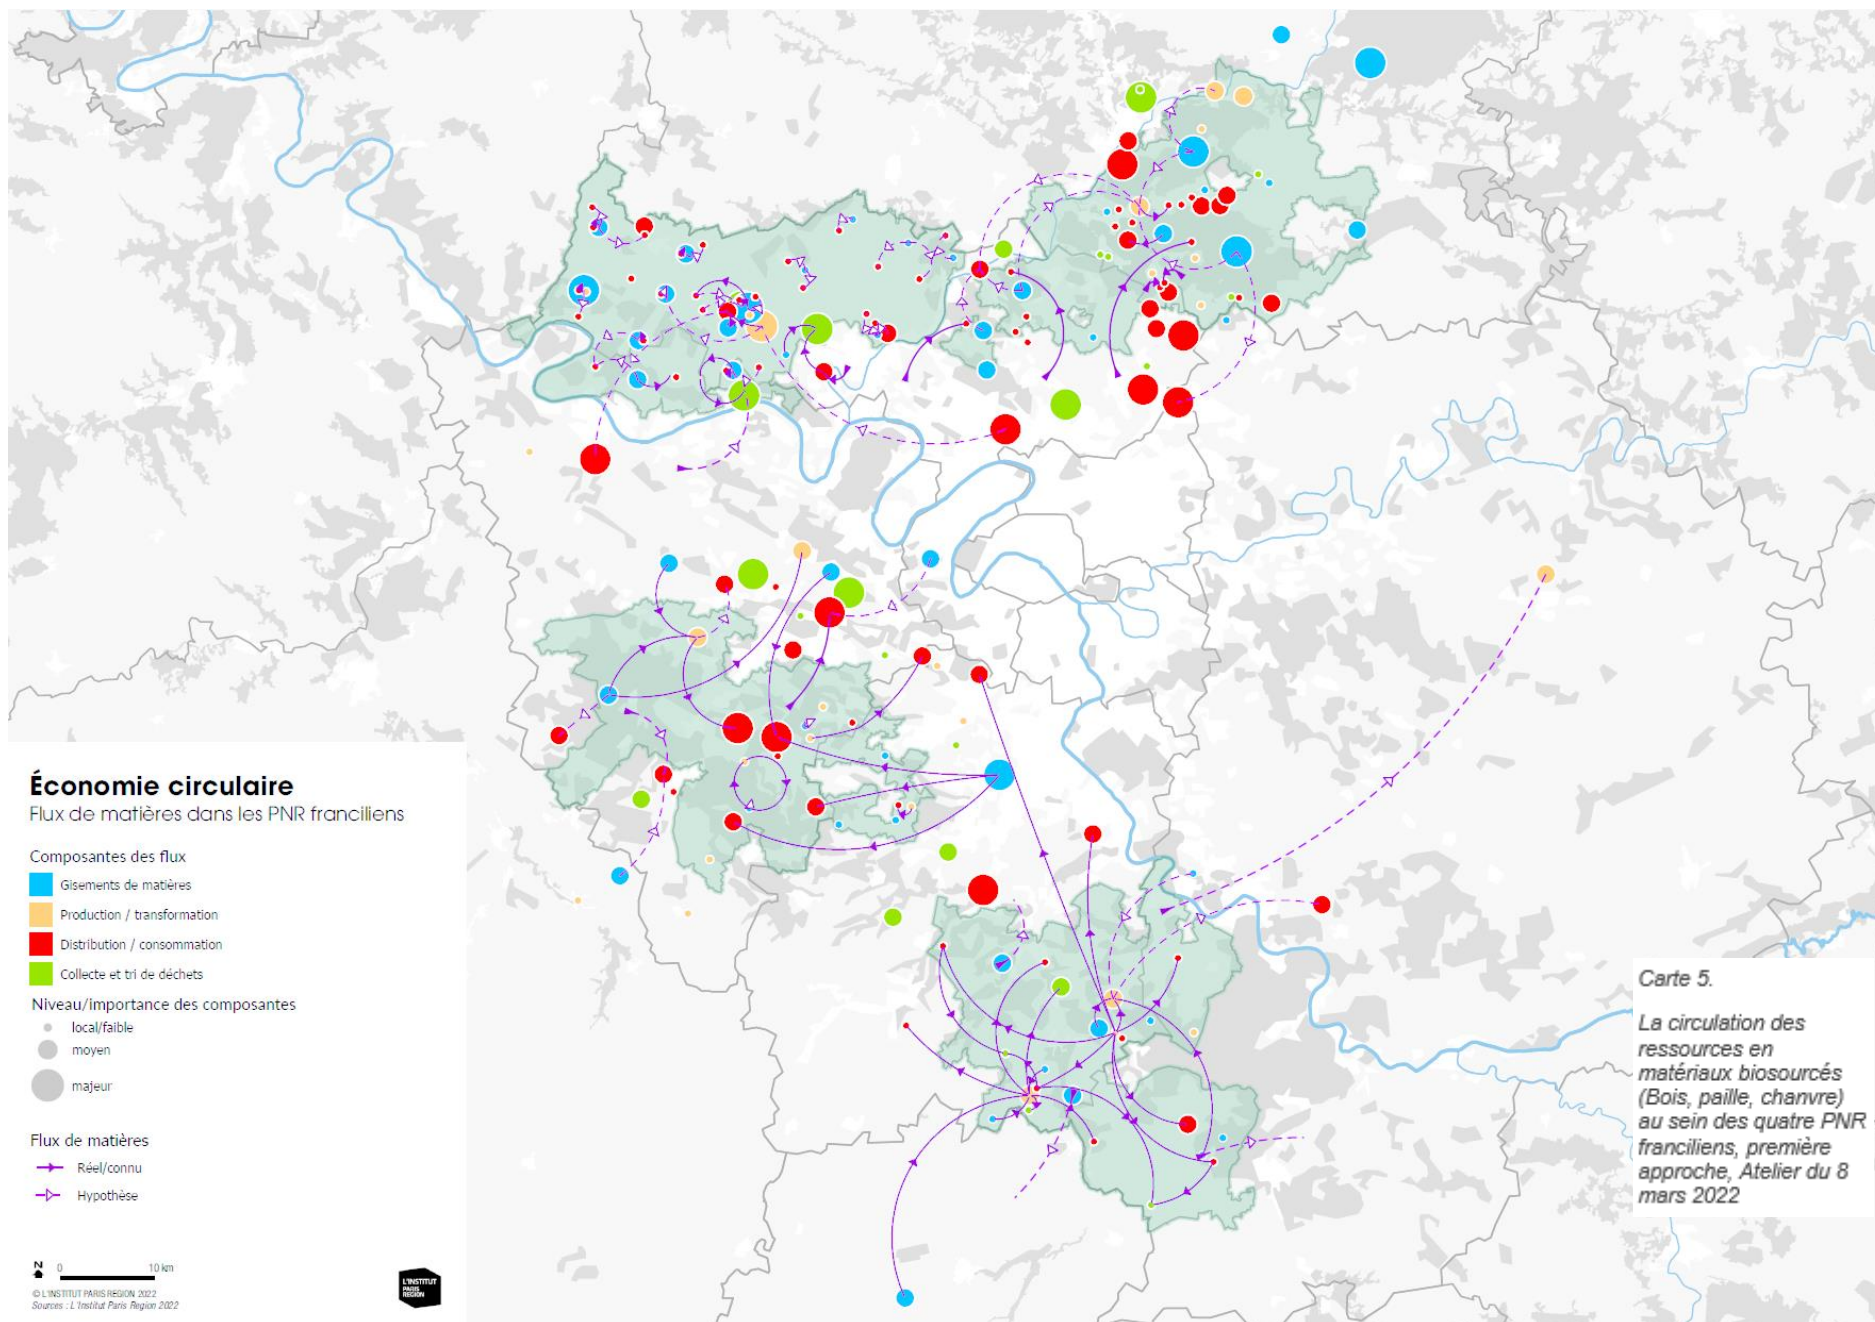 Économie circulaire
Flux de matières dans les PNR franciliens
Composantes des flux
Gisements de matières
Production / transformation
Distribution / consommation
Collecte et tri de déchets
Niveau/importance des composantes
local/faible
moyen
majeur
Flux de matières
Réel/connu
Hypothèse
N
0 10 km
© L'INSTITUT PARIS REGION 2022
Sources : L'Institut Paris Region 2022
L'INSTITUT
PARIS
REGION
Carte 5.
La circulation des
ressources en
matériaux biosourcés
(Bois, paille, chanvre)
au sein des quatre PNR
franciliens, première
approche, Atelier du 8
mars 2022